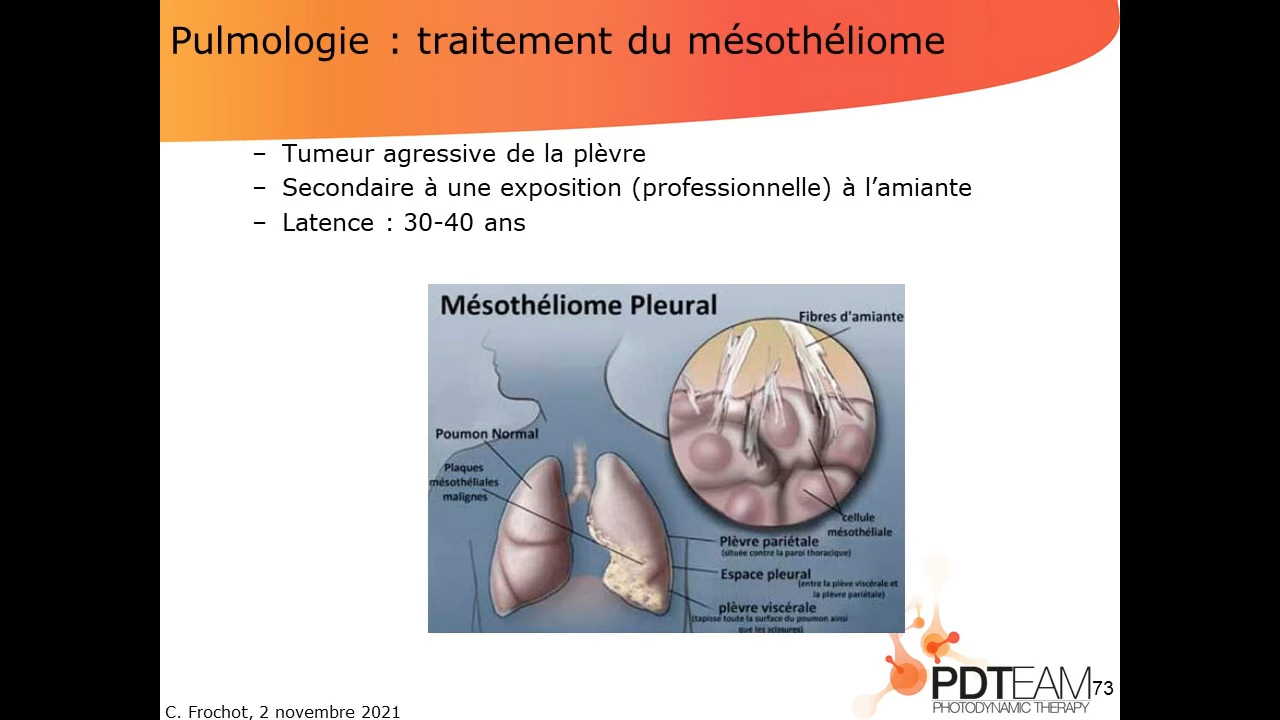 Pulmologie : traitement du mésothéliome
– Tumeur agressive de la plèvre
– Secondaire à une exposition (professionnelle) à l’amiante
– Latence : 30-40 ans
Mésothéliome Pleural
Fibres d'amiante
Poumon Normal
Plaques
mésothéliales
malignes
cellule
mésothéliale
Plèvre pariétale
(située contre la paroi thoracique)
Espace pleural
(entre la plève viscérale et
la plèvre pariétale)
plèvre viscérale
(tapisse toute la surface du poumon ainsi
que les scissures)
PDTEAM
PHOTODYNAMIC THERAPY
73
C. Frochot, 2 novembre 2021